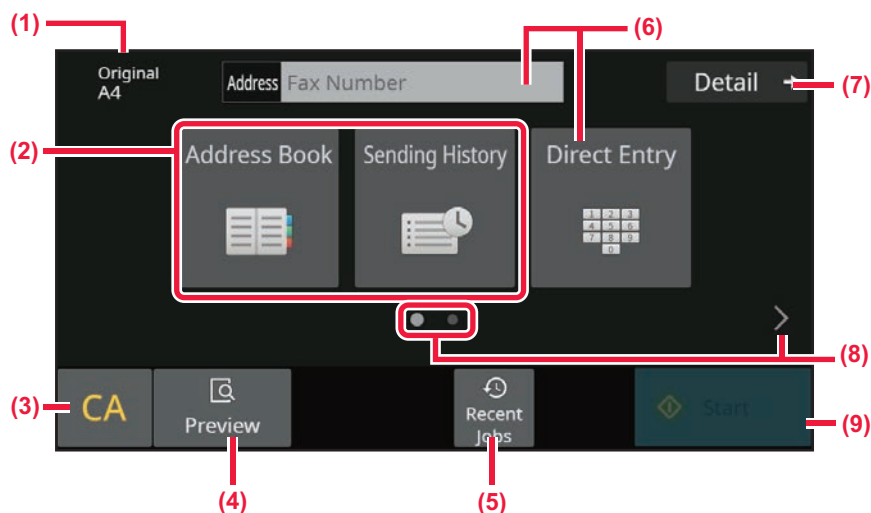 (1)
(6)
Original
A4
Address Fax Number
Detail
(7)
(2)
Address Book
Sending History
Direct Entry
1 2 3
4 5 6
7 8 9
0
(8)
(3)
CA
Preview
Recent
Jobs
Start
(9)
(4)
(5)